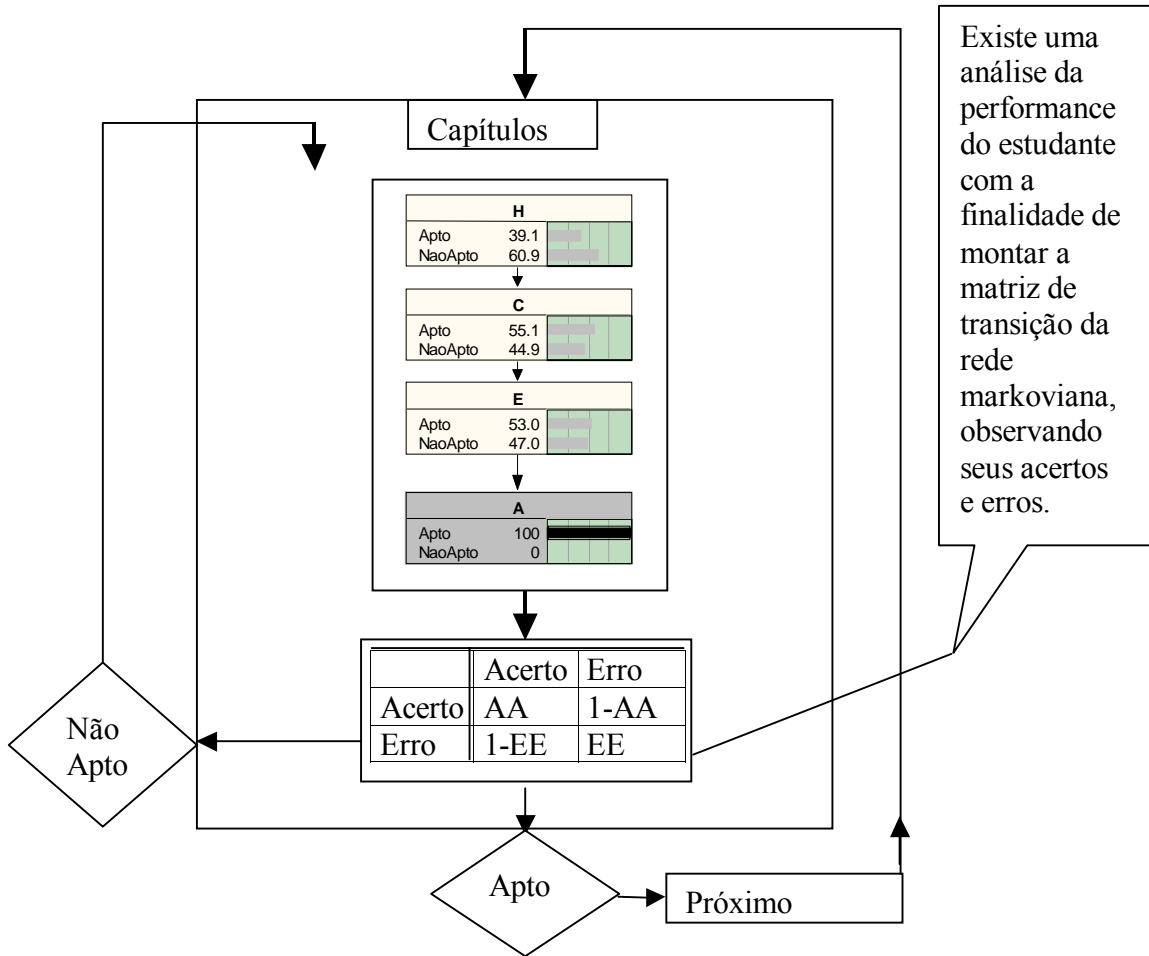 Capítulos
H
Apto 39.1
NaoApto 60.9
C
Apto 55.1
NaoApto 44.9
E
Apto 53.0
NaoApto 47.0
A
Apto 100
NaoApto 0
Acerto Erro
Acerto AA 1-AA
Erro 1-EE EE
Não
Apto
Apto
Próximo
Existe uma
análise da
performance
do estudante
com a
finalidade de
montar a
matriz de
transição da
rede
markoviana,
observando
seus acertos
e erros.